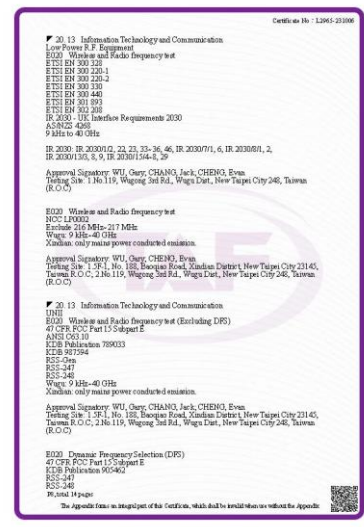 Certificate No : L2965-231006
20. 13 Information Technology and Communication
Low Power R.F. Equipment
E020 Wireless and Radio frequency test
ETSI EN 300 328
ETSI EN 300 220-1
ETSI EN 300 220-2
ETSI EN 300 330
ETSI EN 300 440
ETSI EN 301 893
ETSI EN 302 208
IR 2030 - UK Interface Requirements 2030
AS/NZS 4268
9 kHz to 40 GHz
IR 2030: IR 2030/1/2, 22, 23, 33~36, 46, IR 2030/7/1, 6, IR 2030/8/1, 2,
IR 2030/13/3, 8, 9, IR 2030/15/4~8, 29
Approval Signatory: WU, Gary, CHANG, Jack, CHENG, Evan
Testing Site: 1.No.119, Wugong 3rd Rd., Wugu Dist., New Taipei City 248, Taiwan
(R.O.C)
E020 Wireless and Radio frequency test
NCC LP0002
Exclude 216 MHz~217 MHz
Wugu: 9 kHz~40 GHz
Xindian: only mains power conducted emission.
Approval Signatory: WU, Gary, CHENG, Evan
Testing Site: 1.5F-1, No. 188, Baoqiao Road, Xindian District, New Taipei City 23145,
Taiwan R.O.C, 2.No.119, Wugong 3rd Rd., Wugu Dist., New Taipei City 248, Taiwan
(R.O.C)
20. 13 Information Technology and Communication
UNII
E020 Wireless and Radio frequency test (Excluding DFS)
47 CFR FCC Part 15 Subpart E
ANSI C63.10
KDB Publication 789033
KDB 987594
RSS-Gen
RSS-247
RSS-248
Wugu: 9 kHz~40 GHz
Xindian: only mains power conducted emission.
Approval Signatory: WU, Gary, CHANG, Jack, CHENG, Evan
Testing Site: 1.5F-1, No. 188, Baoqiao Road, Xindian District, New Taipei City 23145,
Taiwan R.O.C, 2.No.119, Wugong 3rd Rd., Wugu Dist., New Taipei City 248, Taiwan
(R.O.C)
E020 Dynamic Frequency Selection (DFS)
47 CFR FCC Part 15 Subpart E
KDB Publication 905462
RSS-247
RSS-248
total 14 pages
The Appendix forms an integral part of this Certificate, which shall be invalid when use without the Appendix